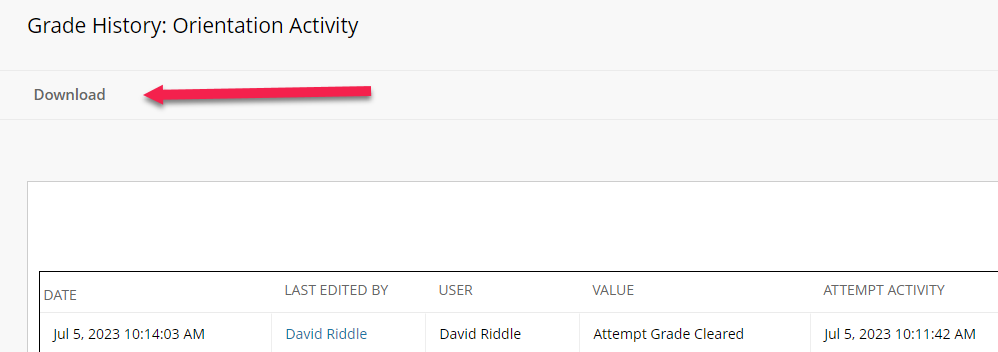 Grade History: Orientation Activity
Download
DATE LAST EDITED BY USER VALUE ATTEMPT ACTIVITY
Jul 5, 2023 10:14:03 AM David Riddle David Riddle Attempt Grade Cleared Jul 5, 2023 10:11:42 AM